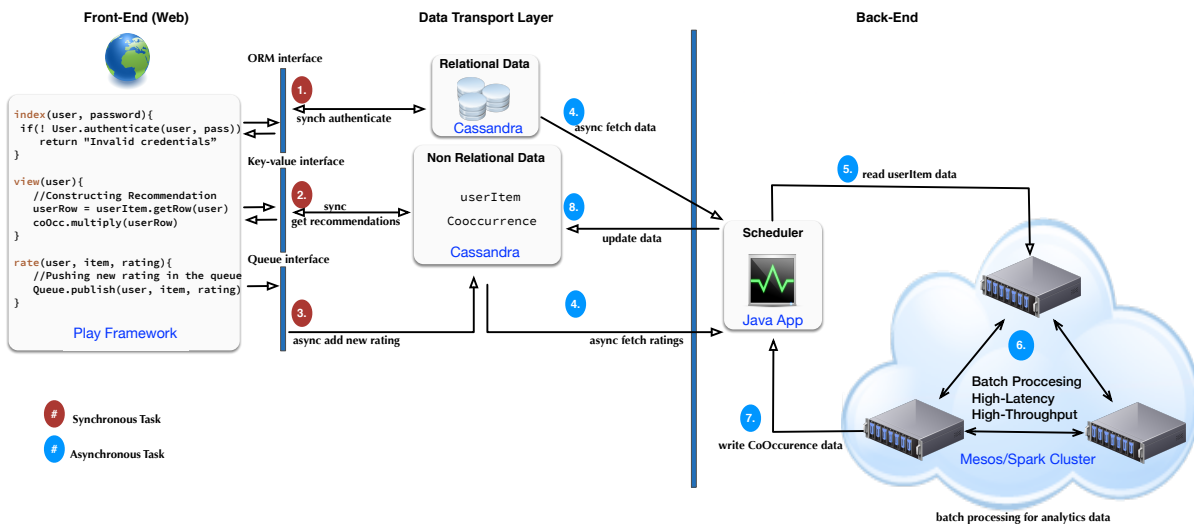 Front-End (Web)
Data Transport Layer
Back-End
ORM interface
index(user, password){
if(! User.authenticate(user, pass))
return "Invalid credentials"
}
Key-value interface
view(user){
//Constructing Recommendation
userRow = userItem.getRow(user)
coOcc.multiply(userRow)
}
Queue interface
rate(user, item, rating){
//Pushing new rating in the queue
Queue.publish(user, item, rating)
}
Play Framework
1.
synch authenticate
2.
sync
get recommendations
3.
async add new rating
Relational Data
Cassandra
Non Relational Data
userItem
Cooccurrence
Cassandra
4.
async fetch data
8.
update data
4.
async fetch ratings
Scheduler
Java App
5.
read userItem data
6.
Batch Proccesing
High-Latency
High-Throughput
7.
write CoOccurence data
Mesos/Spark Cluster
batch processing for analytics data
# Synchronous Task
# Asynchronous Task